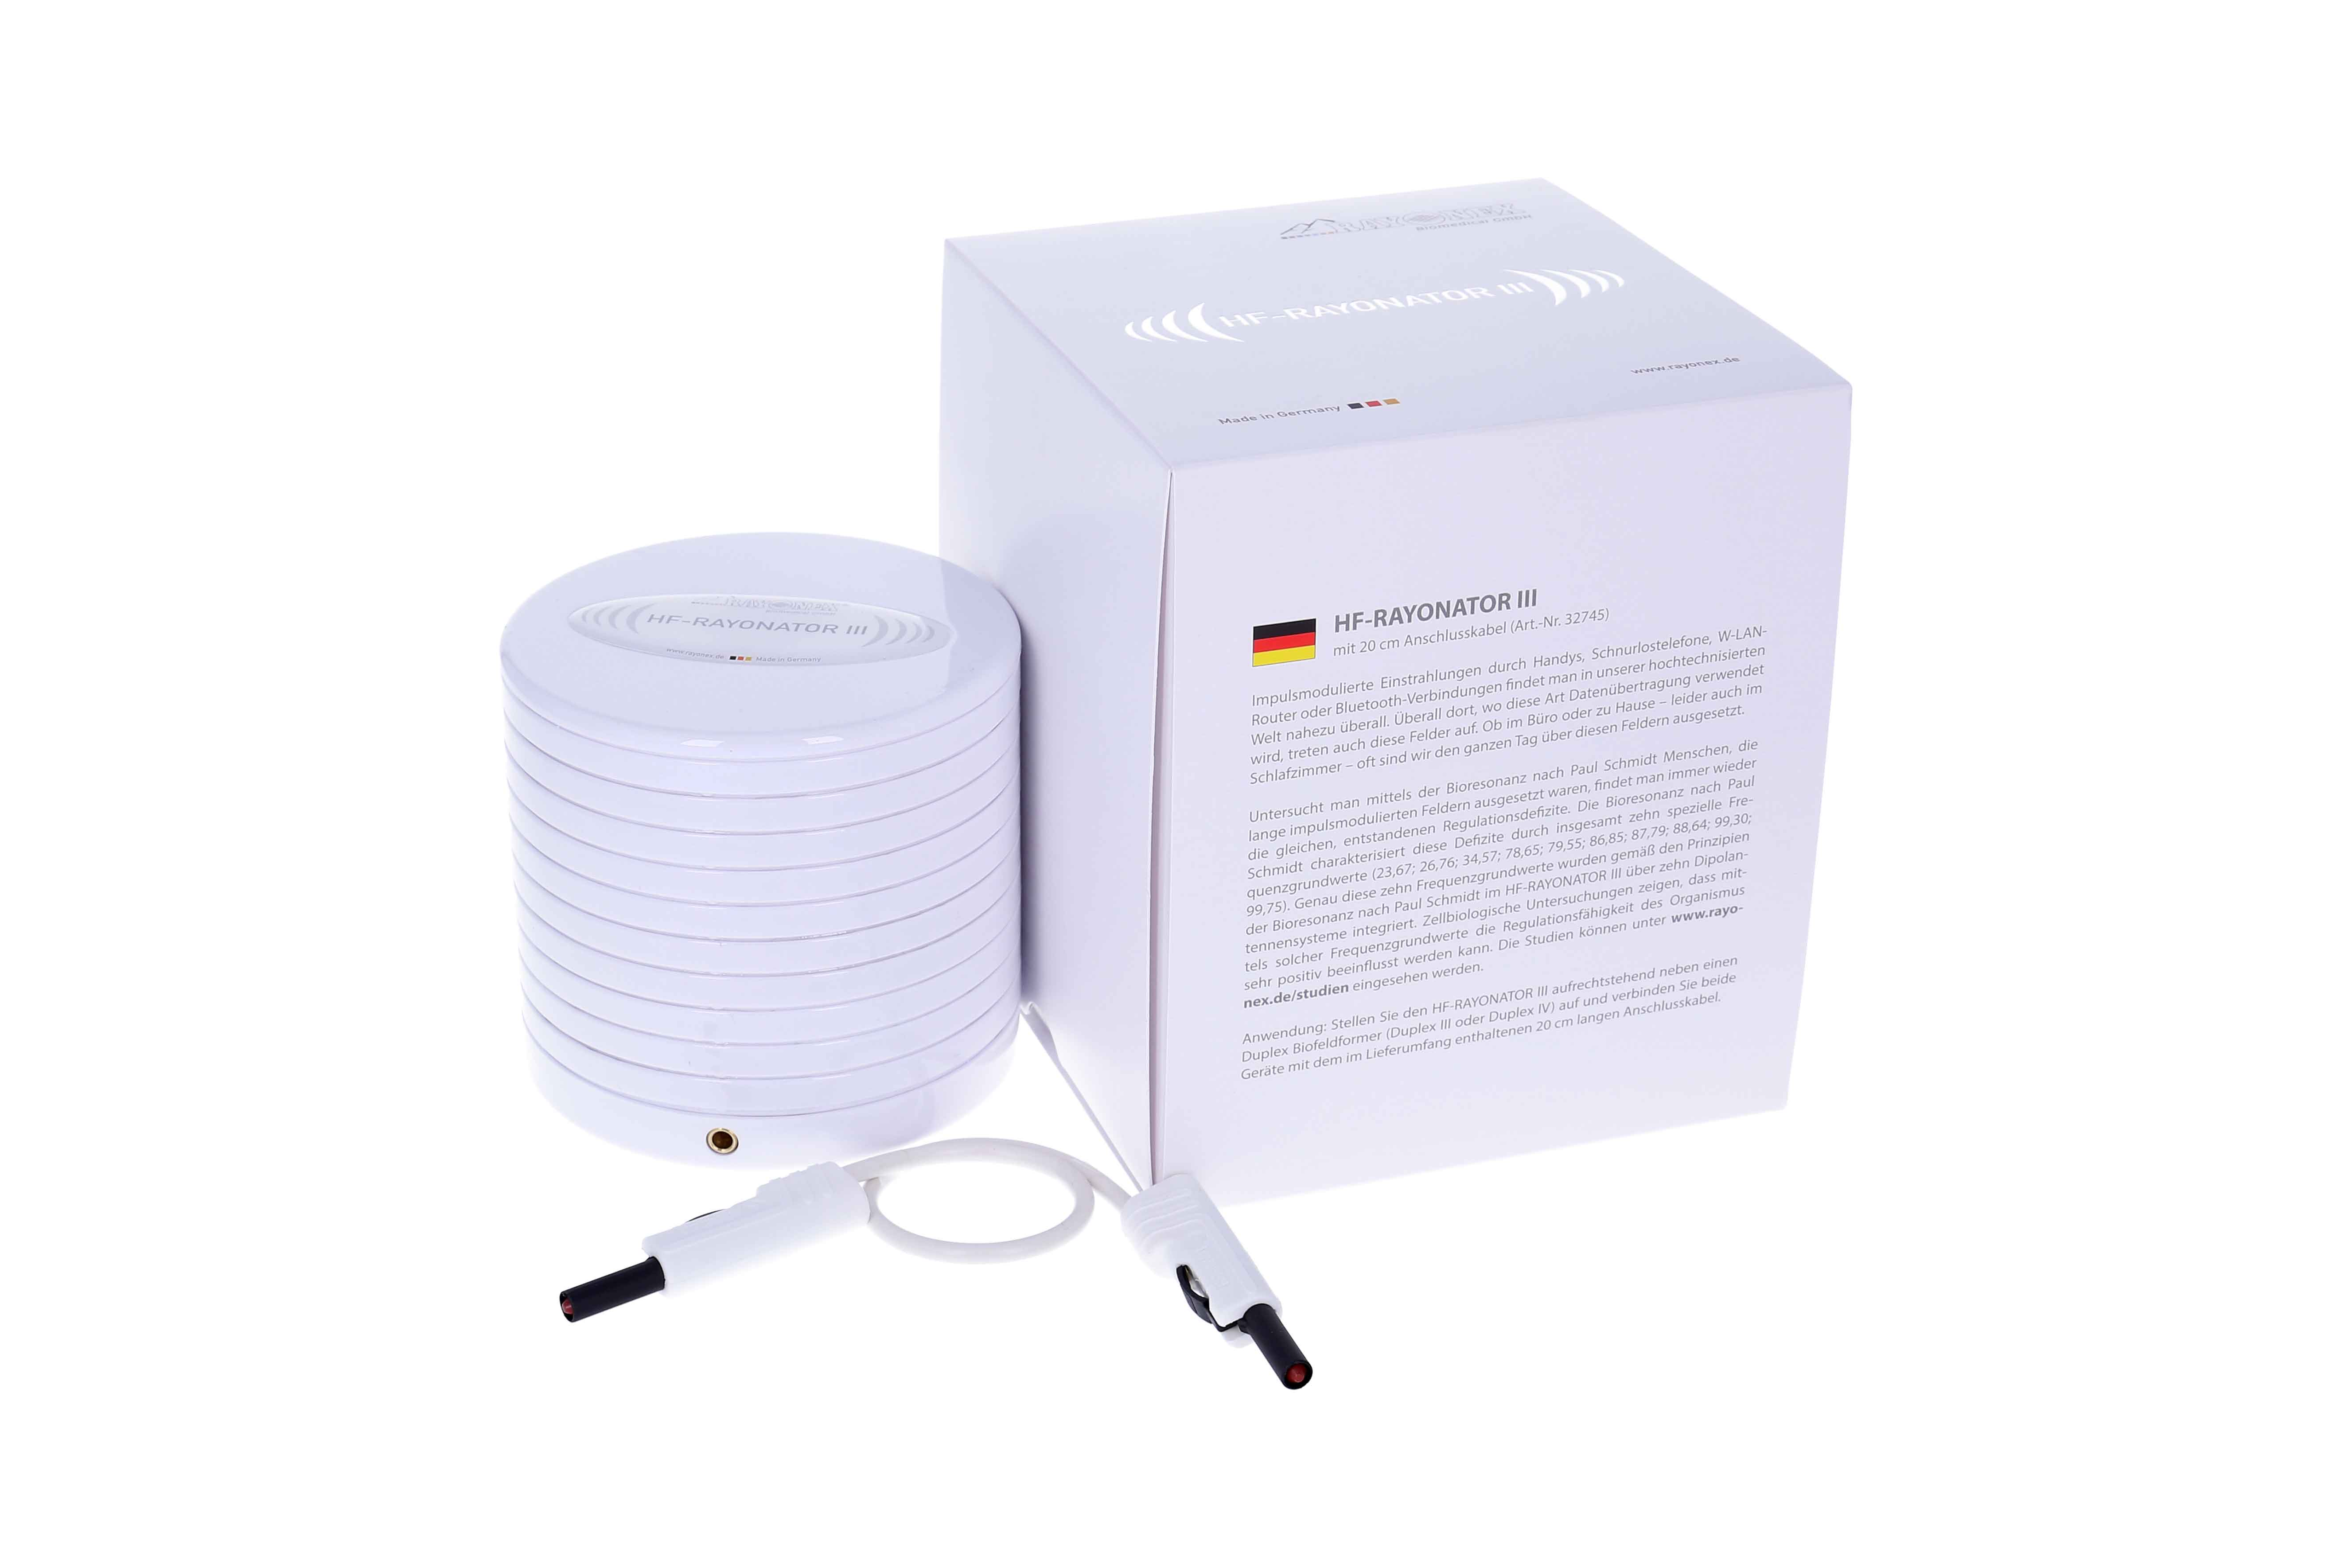 RAYONEX
Biomedical GmbH
HF-RAYONATOR III
www.rayonex.de
Made in Germany
RAYONEX
Biomedical GmbH
HF-RAYONATOR III
www.rayonex.de Made in Germany
HF-RAYONATOR III
mit 20 cm Anschlusskabel (Art.-Nr. 32745)
Impulsmodulierte Einstrahlungen durch Handys, Schnurlostelefone, W-LAN-
Router oder Bluetooth-Verbindungen findet man in unserer hochtechnisierten
Welt nahezu überall. Überall dort, wo diese Art Datenübertragung verwendet
wird, treten auch diese Felder auf. Ob im Büro oder zu Hause – leider auch im
Schlafzimmer – oft sind wir den ganzen Tag über diesen Feldern ausgesetzt.
Untersucht man mittels der Bioresonanz nach Paul Schmidt Menschen, die
lange impulsmodulierten Feldern ausgesetzt waren, findet man immer wieder
die gleichen, entstandenen Regulationsdefizite. Die Bioresonanz nach Paul
Schmidt charakterisiert diese Defizite durch insgesamt zehn spezielle Fre-
quenzgrundwerte (23,67; 26,76; 34,57; 78,65; 79,55; 86,85; 87,79; 88,64; 99,30;
99,75). Genau diese zehn Frequenzgrundwerte wurden gemäß den Prinzipien
der Bioresonanz nach Paul Schmidt im HF-RAYONATOR III über zehn Dipolan-
tennensysteme integriert. Zellbiologische Untersuchungen zeigen, dass mit-
tels solcher Frequenzgrundwerte die Regulationsfähigkeit des Organismus
sehr positiv beeinflusst werden kann. Die Studien können unter www.rayo-
nex.de/studien eingesehen werden.
Anwendung: Stellen Sie den HF-RAYONATOR III aufrechtstehend neben einen
Duplex Biofeldformer (Duplex III oder Duplex IV) auf und verbinden Sie beide
Geräte mit dem im Lieferumfang enthaltenen 20 cm langen Anschlusskabel.